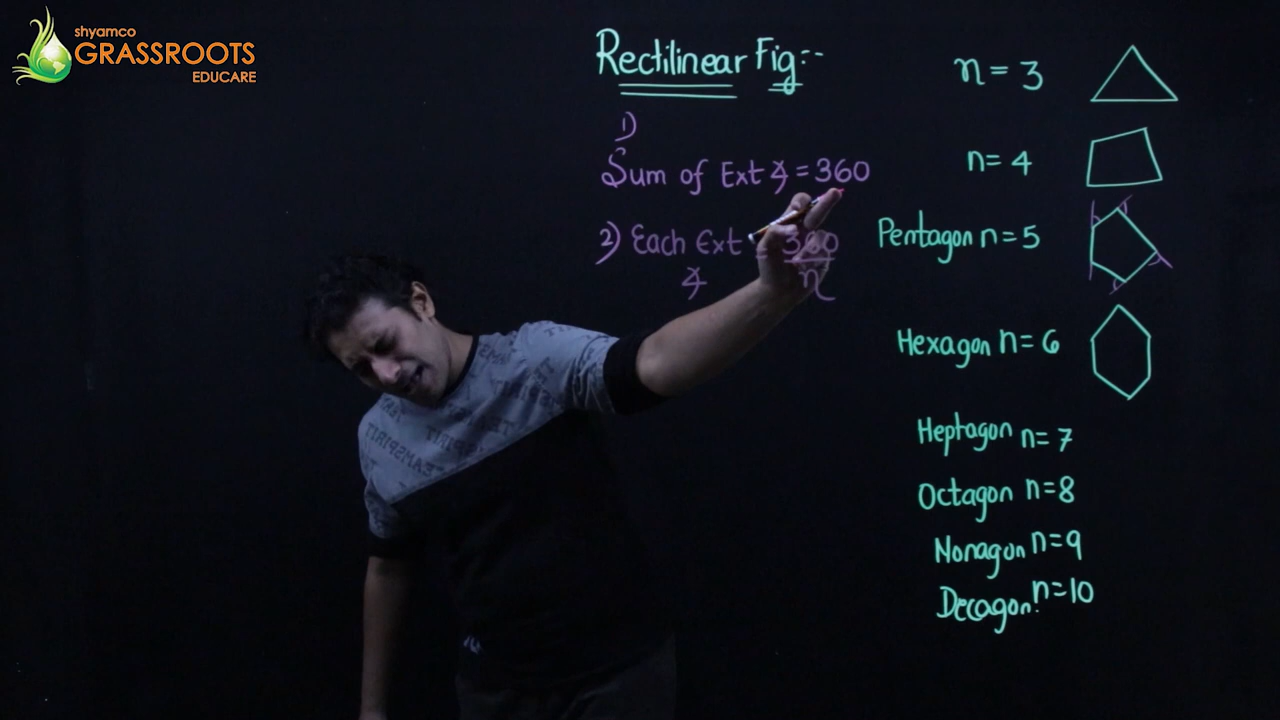 shyamco
GRASSROOTS
EDUCARE
Rectilinear Fig:-
1)
Sum of Ext ∡ = 360
2) Each Ext ∡ = 360/n
n = 3
n = 4
Pentagon n = 5
Hexagon n = 6
Heptagon n = 7
Octagon n = 8
Nonagon n = 9
Decagon. n = 10